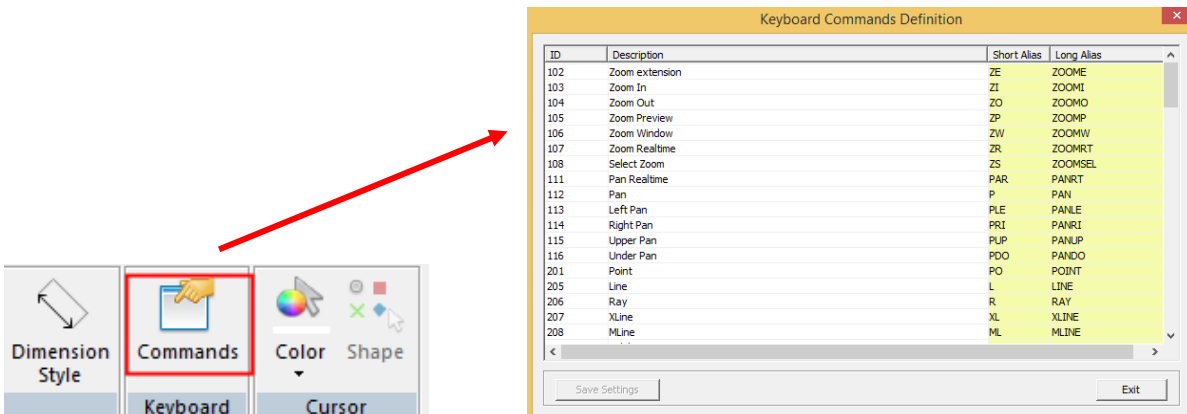 Keyboard Commands Definition
ID Description Short Alias Long Alias
102 Zoom extension ZE ZOOME
103 Zoom In ZI ZOOMI
104 Zoom Out ZO ZOOMO
105 Zoom Preview ZP ZOOMP
106 Zoom Window ZW ZOOMW
107 Zoom Realtime ZR ZOOMRT
108 Select Zoom ZS ZOOMSEL
111 Pan Realtime PAR PANRT
112 Pan P PAN
113 Left Pan PLE PANLE
114 Right Pan PRI PANRI
115 Upper Pan PUP PANUP
116 Under Pan PDO PANDO
201 Point PO POINT
205 Line L LINE
206 Ray R RAY
207 XLine XL XLINE
208 MLine ML MLINE
Save Settings Exit
Dimension Style
Commands
Color Shape
Keyboard Cursor